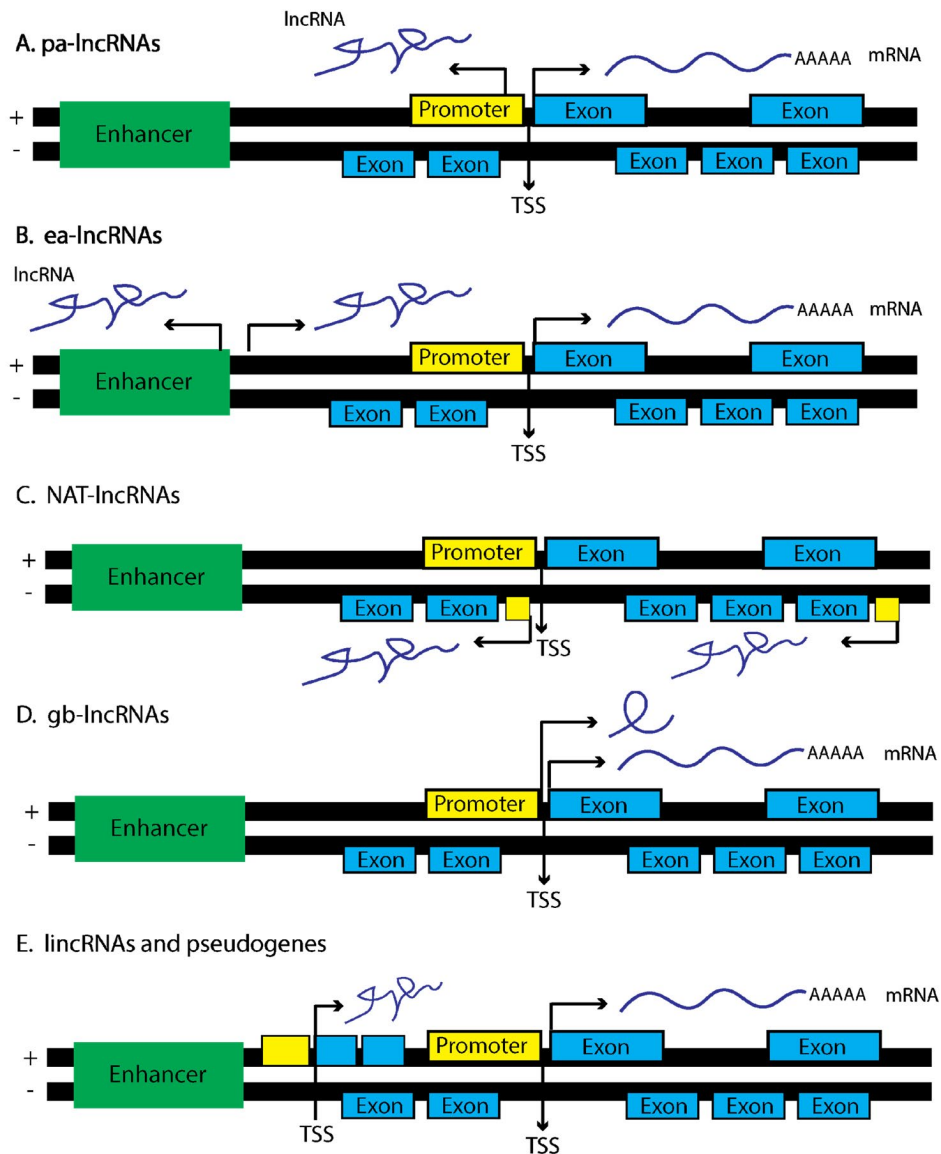 A. pa-lncRNAs
lncRNA
AAAAA mRNA
+ Enhancer Promoter Exon Exon
- Exon Exon Exon Exon Exon
TSS
B. ea-lncRNAs
lncRNA
AAAAA mRNA
+ Enhancer Promoter Exon Exon
- Exon Exon Exon Exon Exon
TSS
C. NAT-lncRNAs
+ Enhancer Promoter Exon Exon
- Exon Exon Exon Exon Exon
TSS
D. gb-lncRNAs
AAAAA mRNA
+ Enhancer Promoter Exon Exon
- Exon Exon Exon Exon Exon
TSS
E. lincRNAs and pseudogenes
AAAAA mRNA
+ Enhancer Promoter Exon Exon
- Exon Exon Exon Exon Exon
TSS TSS